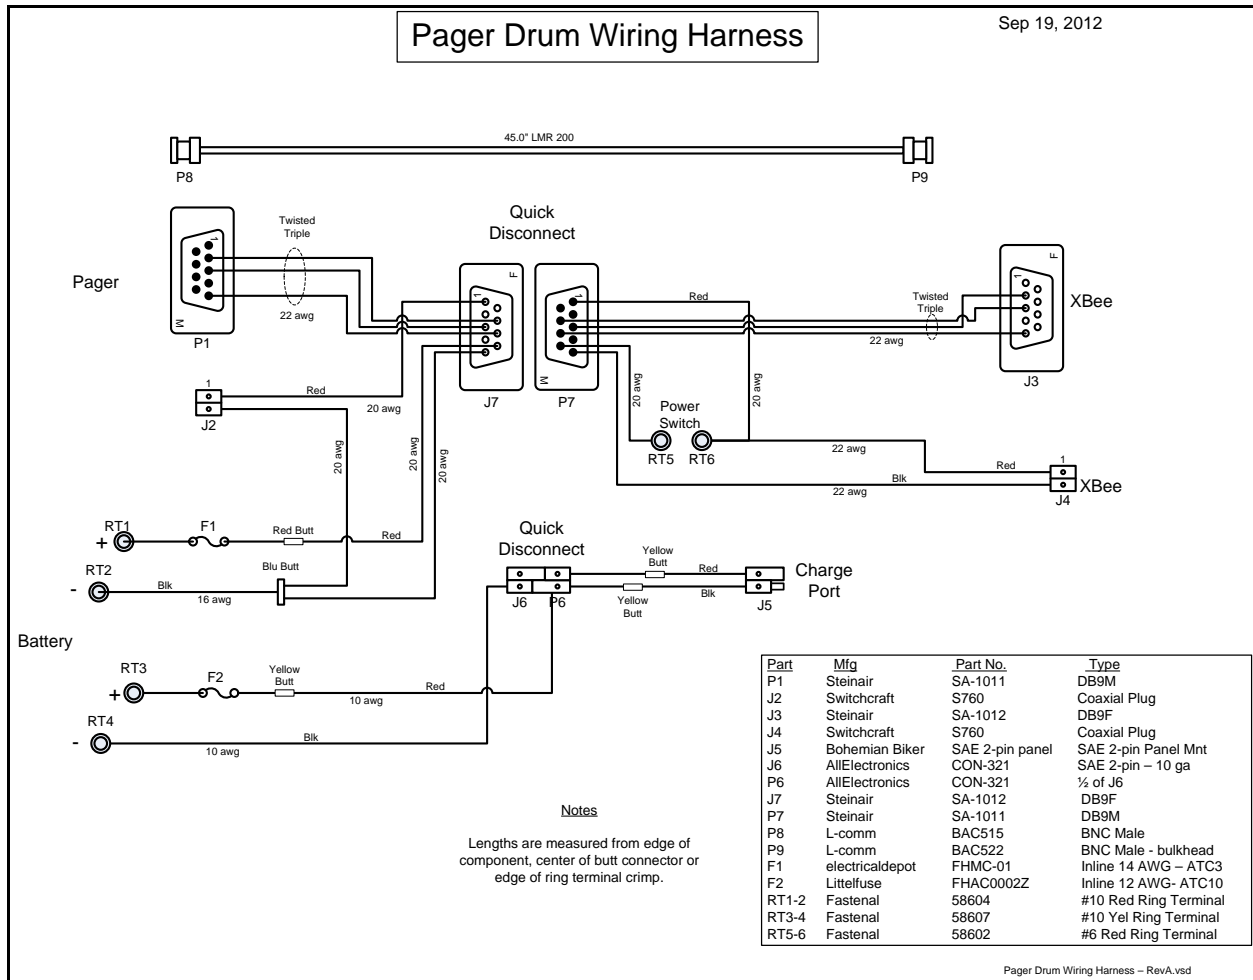 Pager Drum Wiring Harness
Sep 19, 2012
45.0" LMR 200
P8
P9
Quick
Disconnect
Twisted
Triple
Pager
1
M
22 awg
P1
F
1
J7
1
M
P7
Red
Twisted
Triple
22 awg
F
1
XBee
J3
1
J2
Red
20 awg
20 awg
20 awg
20 awg
20 awg
Power
Switch
RT5
RT6
20 awg
22 awg
Red
Blk
22 awg
1
J4
XBee
RT1
+
F1
Red Butt
Red
RT2
-
Blk
16 awg
Blu Butt
Quick
Disconnect
J6
P6
Yellow
Butt
Red
Yellow
Butt
Blk
J5
Charge
Port
Battery
RT3
+
F2
Yellow
Butt
10 awg
Red
RT4
-
Blk
10 awg
Notes
Lengths are measured from edge of
component, center of butt connector or
edge of ring terminal crimp.
Part Mfg Part No. Type
P1 Steinair SA-1011 DB9M
J2 Switchcraft S760 Coaxial Plug
J3 Steinair SA-1012 DB9F
J4 Switchcraft S760 Coaxial Plug
J5 Bohemian Biker SAE 2-pin panel SAE 2-pin Panel Mnt
J6 AllElectronics CON-321 SAE 2-pin – 10 ga
P6 AllElectronics CON-321 ½ of J6
J7 Steinair SA-1012 DB9F
P7 Steinair SA-1011 DB9M
P8 L-comm BAC515 BNC Male
P9 L-comm BAC522 BNC Male - bulkhead
F1 electricaldepot FHMC-01 Inline 14 AWG – ATC3
F2 Littelfuse FHAC0002Z Inline 12 AWG- ATC10
RT1-2 Fastenal 58604 #10 Red Ring Terminal
RT3-4 Fastenal 58607 #10 Yel Ring Terminal
RT5-6 Fastenal 58602 #6 Red Ring Terminal
Pager Drum Wiring Harness – RevA.vsd